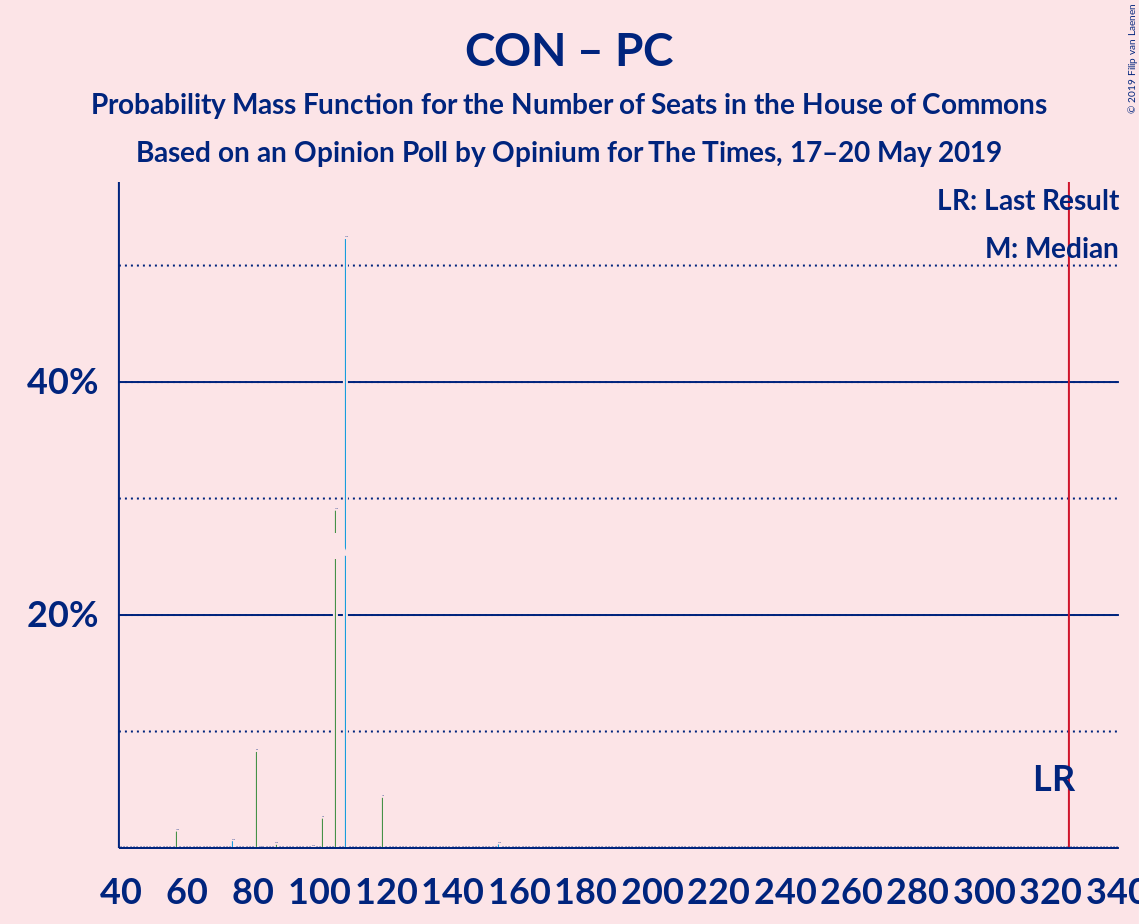 CON – PC
Probability Mass Function for the Number of Seats in the House of Commons
Based on an Opinion Poll by Opinium for The Times, 17–20 May 2019
© 2019 Filip van Laenen
LR: Last Result
M: Median
40%
20%
LR
40 60 80 100 120 140 160 180 200 220 240 260 280 300 320 340